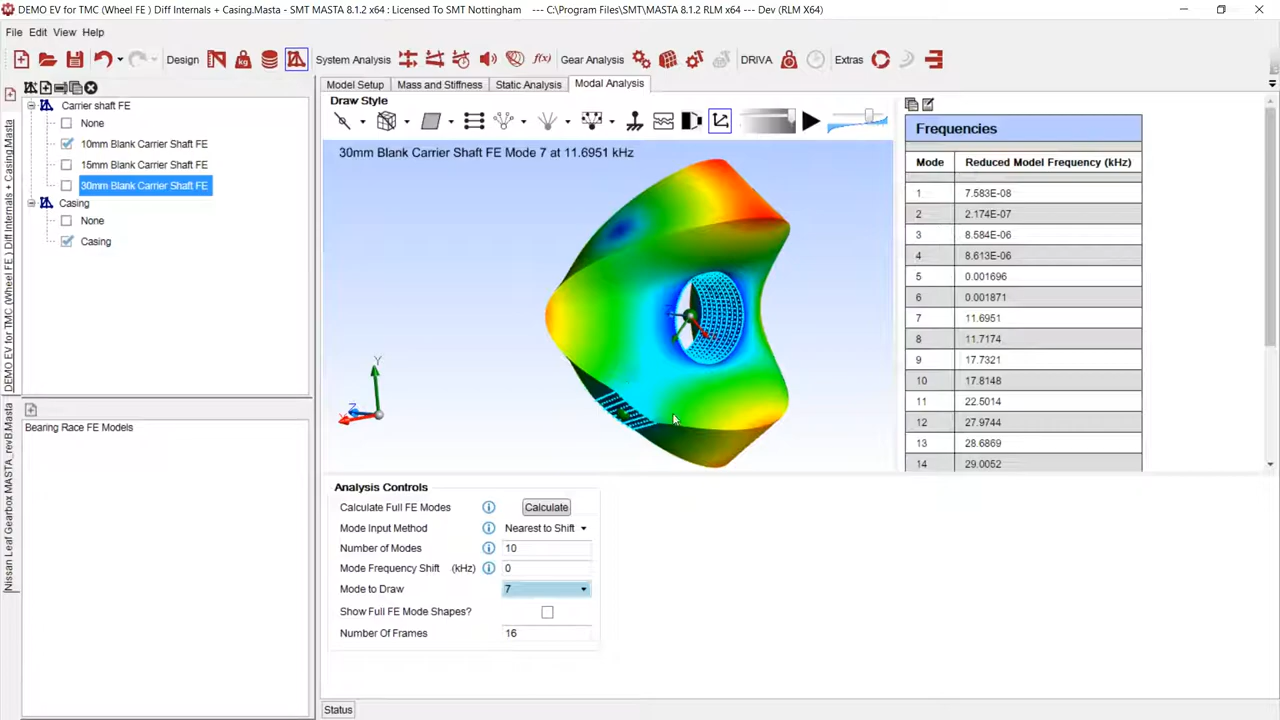 DEMO EV for TMC (Wheel FE ) Diff Internals + Casing.Masta - SMT MASTA 8.1.2 x64 : Licensed To SMT Nottingham --- C:\Program Files\SMT\MASTA 8.1.2 RLM x64 --- Dev (RLM X64)
File Edit View Help
Design System Analysis f(x) Gear Analysis DRIVA Extras
Model Setup Mass and Stiffness Static Analysis Modal Analysis
Draw Style
Carrier shaft FE
None
10mm Blank Carrier Shaft FE
15mm Blank Carrier Shaft FE
30mm Blank Carrier Shaft FE
Casing
None
Casing
DEMO EV for TMC (Wheel FE ) Diff Internals + Casing.Masta
Nissan Leaf Gearbox MASTA_revB.Masta
Bearing Race FE Models
30mm Blank Carrier Shaft FE Mode 7 at 11.6951 kHz
Y
Z
X
Frequencies
Mode Reduced Model Frequency (kHz)
1 7.583E-08
2 2.174E-07
3 8.584E-06
4 8.613E-06
5 0.001696
6 0.001871
7 11.6951
8 11.7174
9 17.7321
10 17.8148
11 22.5014
12 27.9744
13 28.6869
14 29.0052
Analysis Controls
Calculate Full FE Modes Calculate
Mode Input Method Nearest to Shift
Number of Modes 10
Mode Frequency Shift (kHz) 0
Mode to Draw 7
Show Full FE Mode Shapes?
Number Of Frames 16
Status